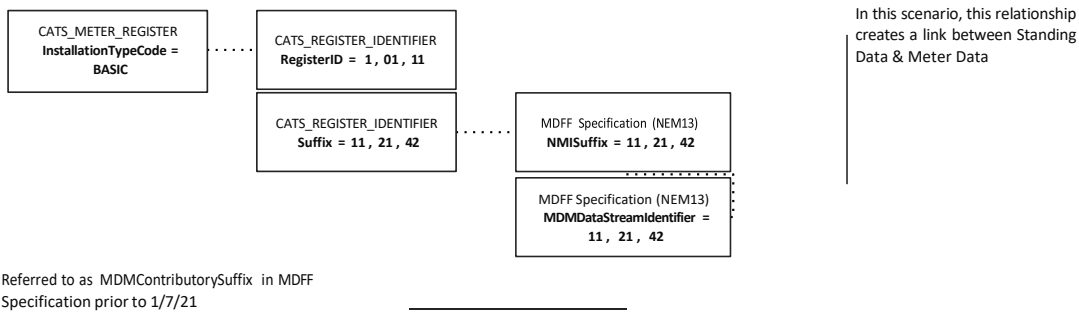 CATS_METER_REGISTER
InstallationTypeCode =
BASIC
CATS_REGISTER_IDENTIFIER
RegisterID = 1 , 01 , 11
CATS_REGISTER_IDENTIFIER
Suffix = 11 , 21 , 42
MDFF Specification (NEM13)
NMISuffix = 11 , 21 , 42
MDFF Specification (NEM13)
MDMDataStreamIdentifier =
11 , 21 , 42
In this scenario, this relationship
creates a link between Standing
Data & Meter Data
Referred to as MDMContributorySuffix in MDFF
Specification prior to 1/7/21